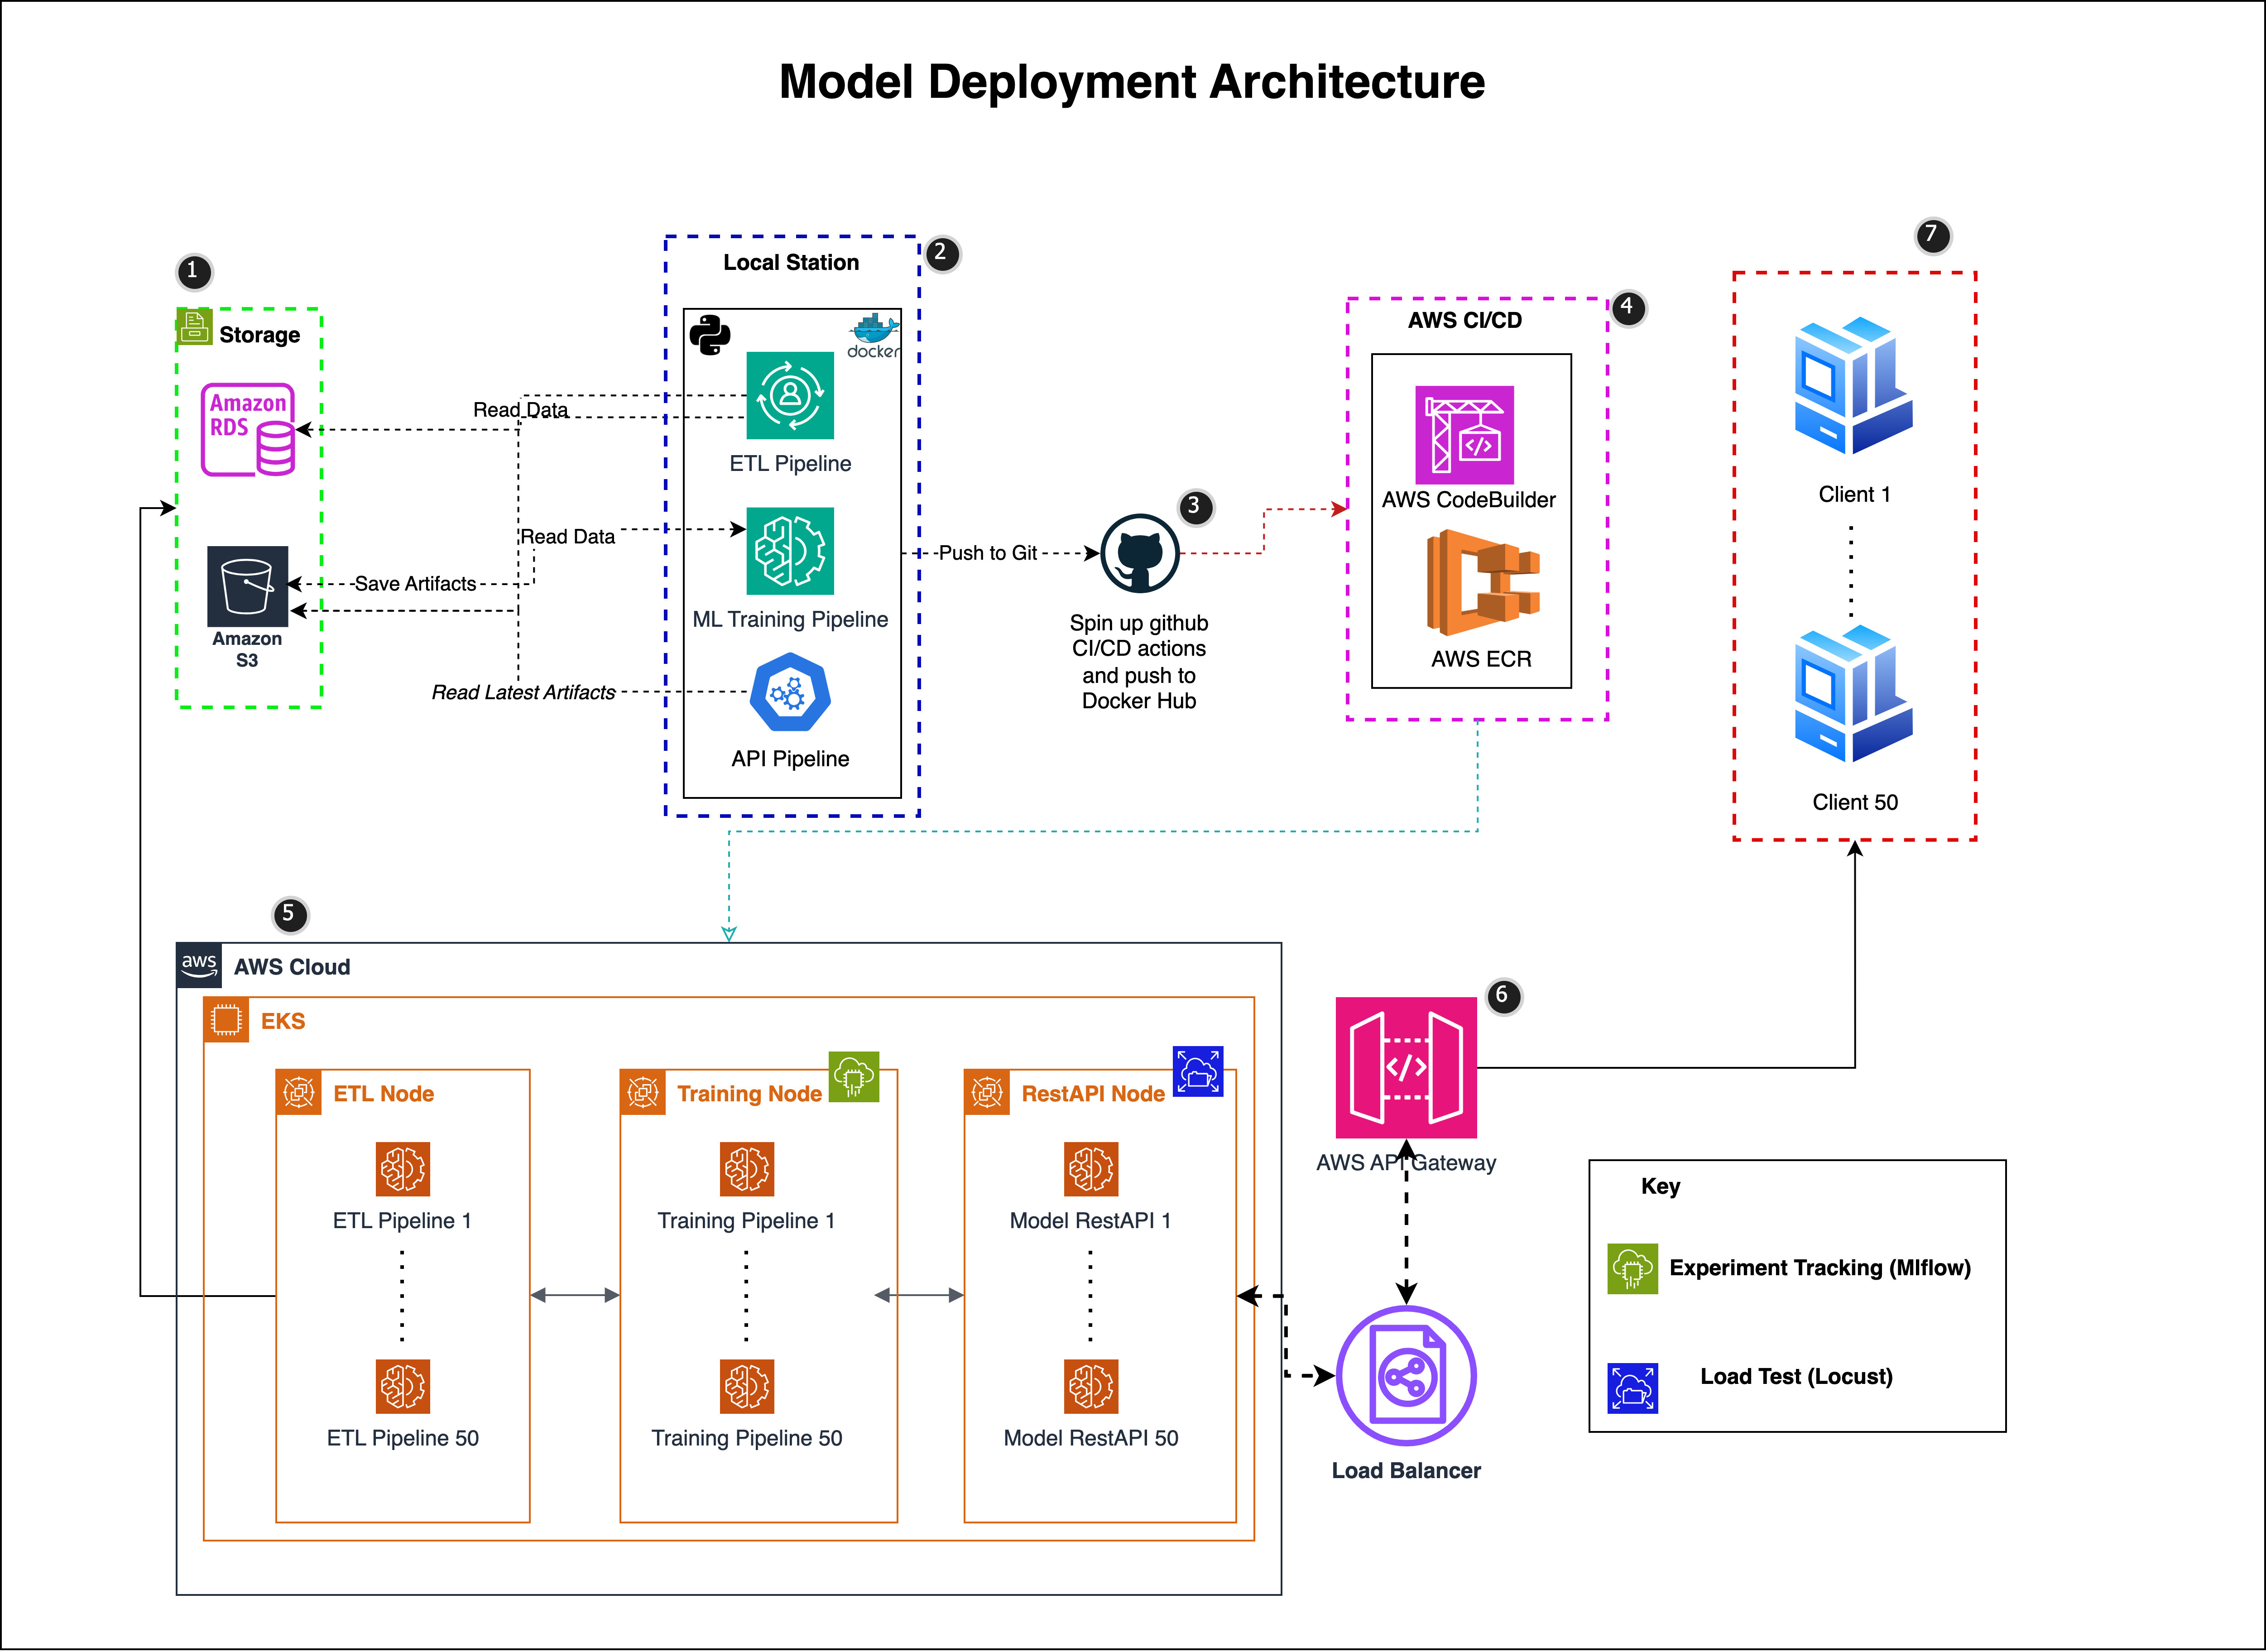 Model Deployment Architecture
1
Storage
Amazon
RDS
Amazon
S3
2
Local Station
docker
ETL Pipeline
ML Training Pipeline
API Pipeline
Read Data
Read Data
Save Artifacts
Read Latest Artifacts
Push to Git
3
Spin up github
CI/CD actions
and push to
Docker Hub
4
AWS CI/CD
AWS CodeBuilder
AWS ECR
7
Client 1
Client 50
5
aws
AWS Cloud
EKS
ETL Node
ETL Pipeline 1
ETL Pipeline 50
Training Node
Training Pipeline 1
Training Pipeline 50
RestAPI Node
Model RestAPI 1
Model RestAPI 50
6
</>
AWS API Gateway
Load Balancer
Key
Experiment Tracking (Mlflow)
Load Test (Locust)